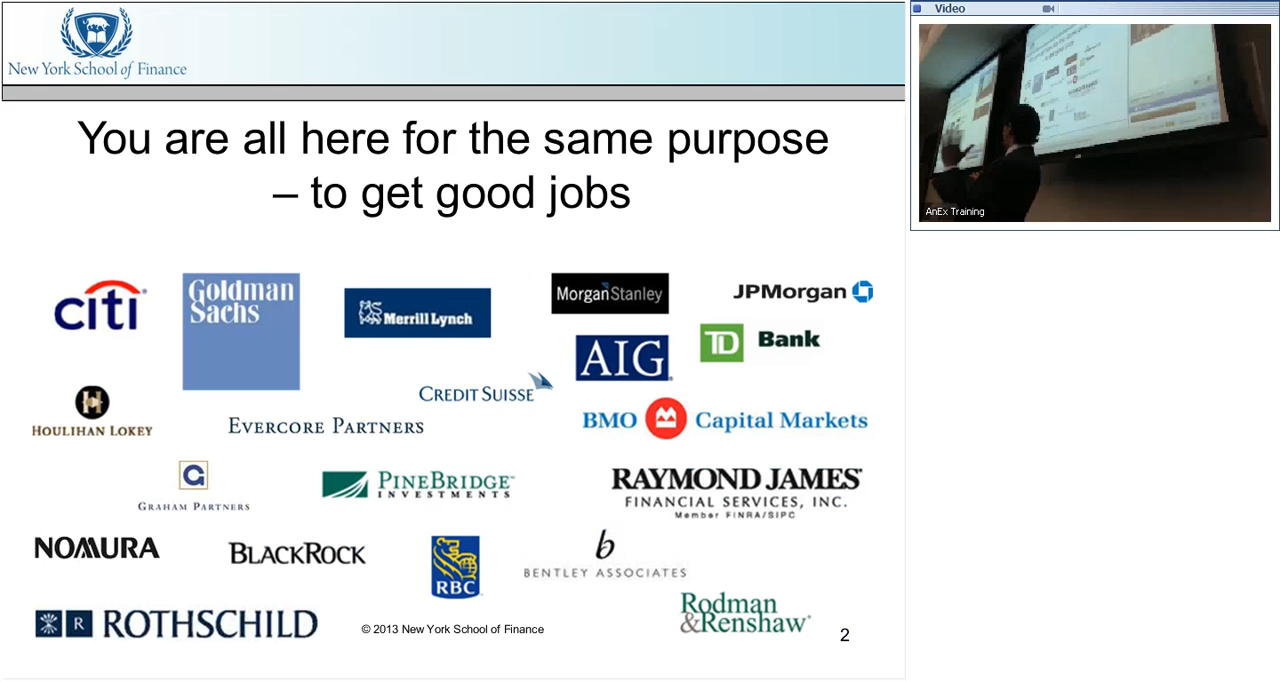 New York School of Finance
Video
You are all here for the same purpose
– to get good jobs
AnEx Training
citi
Goldman
Sachs
Merrill Lynch
MorganStanley
JPMorgan
AIG
TD Bank
CREDIT SUISSE
HOULIHAN LOKEY
EVERCORE PARTNERS
BMO Capital Markets
G
GRAHAM PARTNERS
PINEBRIDGE™
INVESTMENTS
RAYMOND JAMES®
FINANCIAL SERVICES, INC.
Member FINRA/SIPC
NOMURA
BLACKROCK
RBC
b
BENTLEY ASSOCIATES
R ROTHSCHILD
© 2013 New York School of Finance
Rodman
&Renshaw®
2